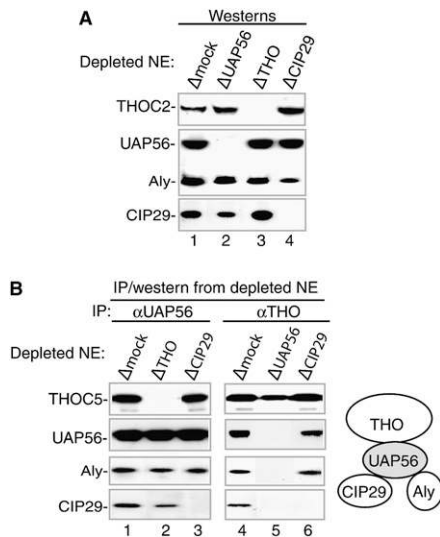 A
Westerns
Depleted NE:
Δmock
ΔUAP56
ΔTHO
ΔCIP29
THOC2-
UAP56-
Aly-
CIP29-
1 2 3 4
B
IP/western from depleted NE
IP: αUAP56 αTHO
Depleted NE:
Δmock
ΔTHO
ΔCIP29
Δmock
ΔUAP56
ΔCIP29
THOC5-
UAP56-
Aly-
CIP29-
1 2 3 4 5 6
THO
UAP56
CIP29 Aly